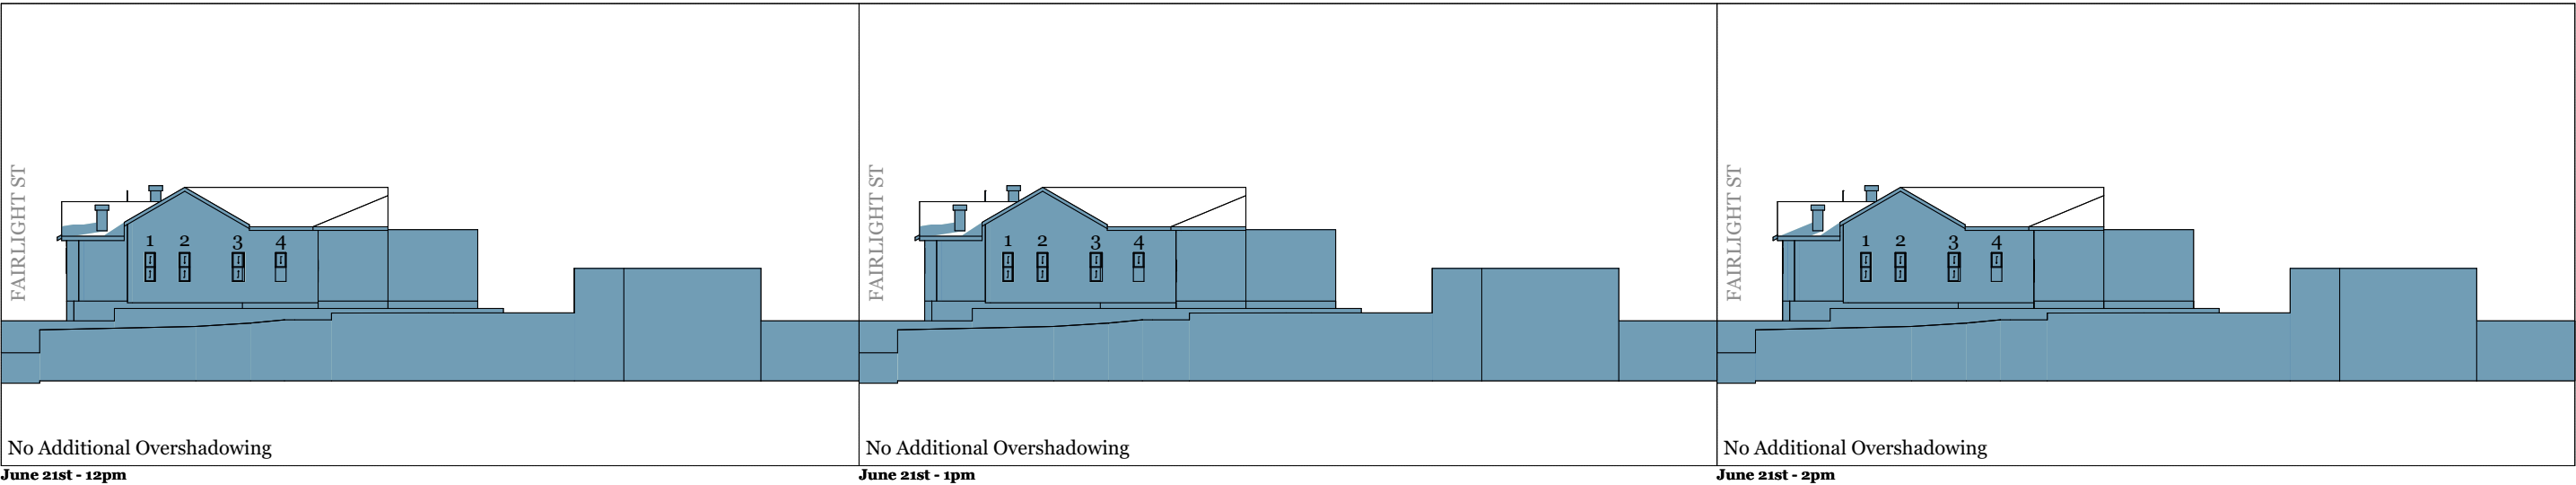 FAIRLIGHT ST
1 2 3 4
No Additional Overshadowing
June 21st - 12pm
FAIRLIGHT ST
1 2 3 4
No Additional Overshadowing
June 21st - 1pm
FAIRLIGHT ST
1 2 3 4
No Additional Overshadowing
June 21st - 2pm